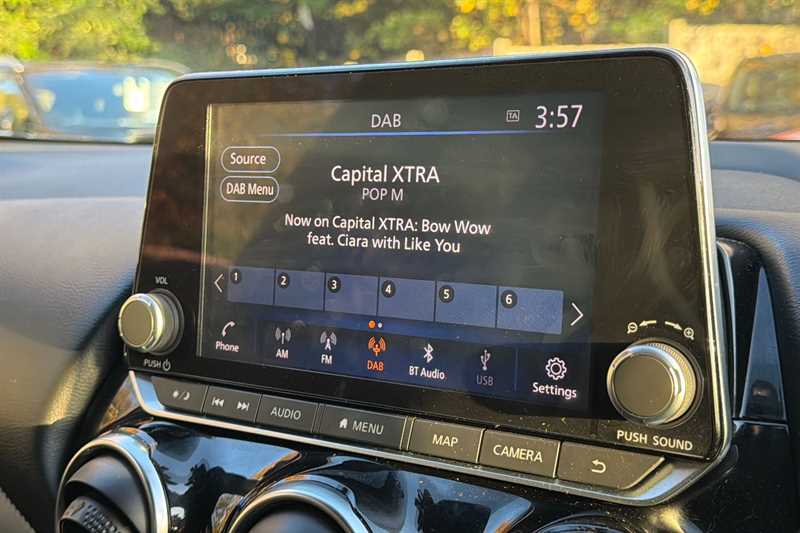 DAB
TA
3:57
Source
DAB Menu
Capital XTRA
POP M
Now on Capital XTRA: Bow Wow
feat. Ciara with Like You
1 2 3 4 5 6
Phone
AM
FM
DAB
BT Audio
USB
Settings
VOL
PUSH
AUDIO
MENU
MAP
CAMERA
PUSH SOUND